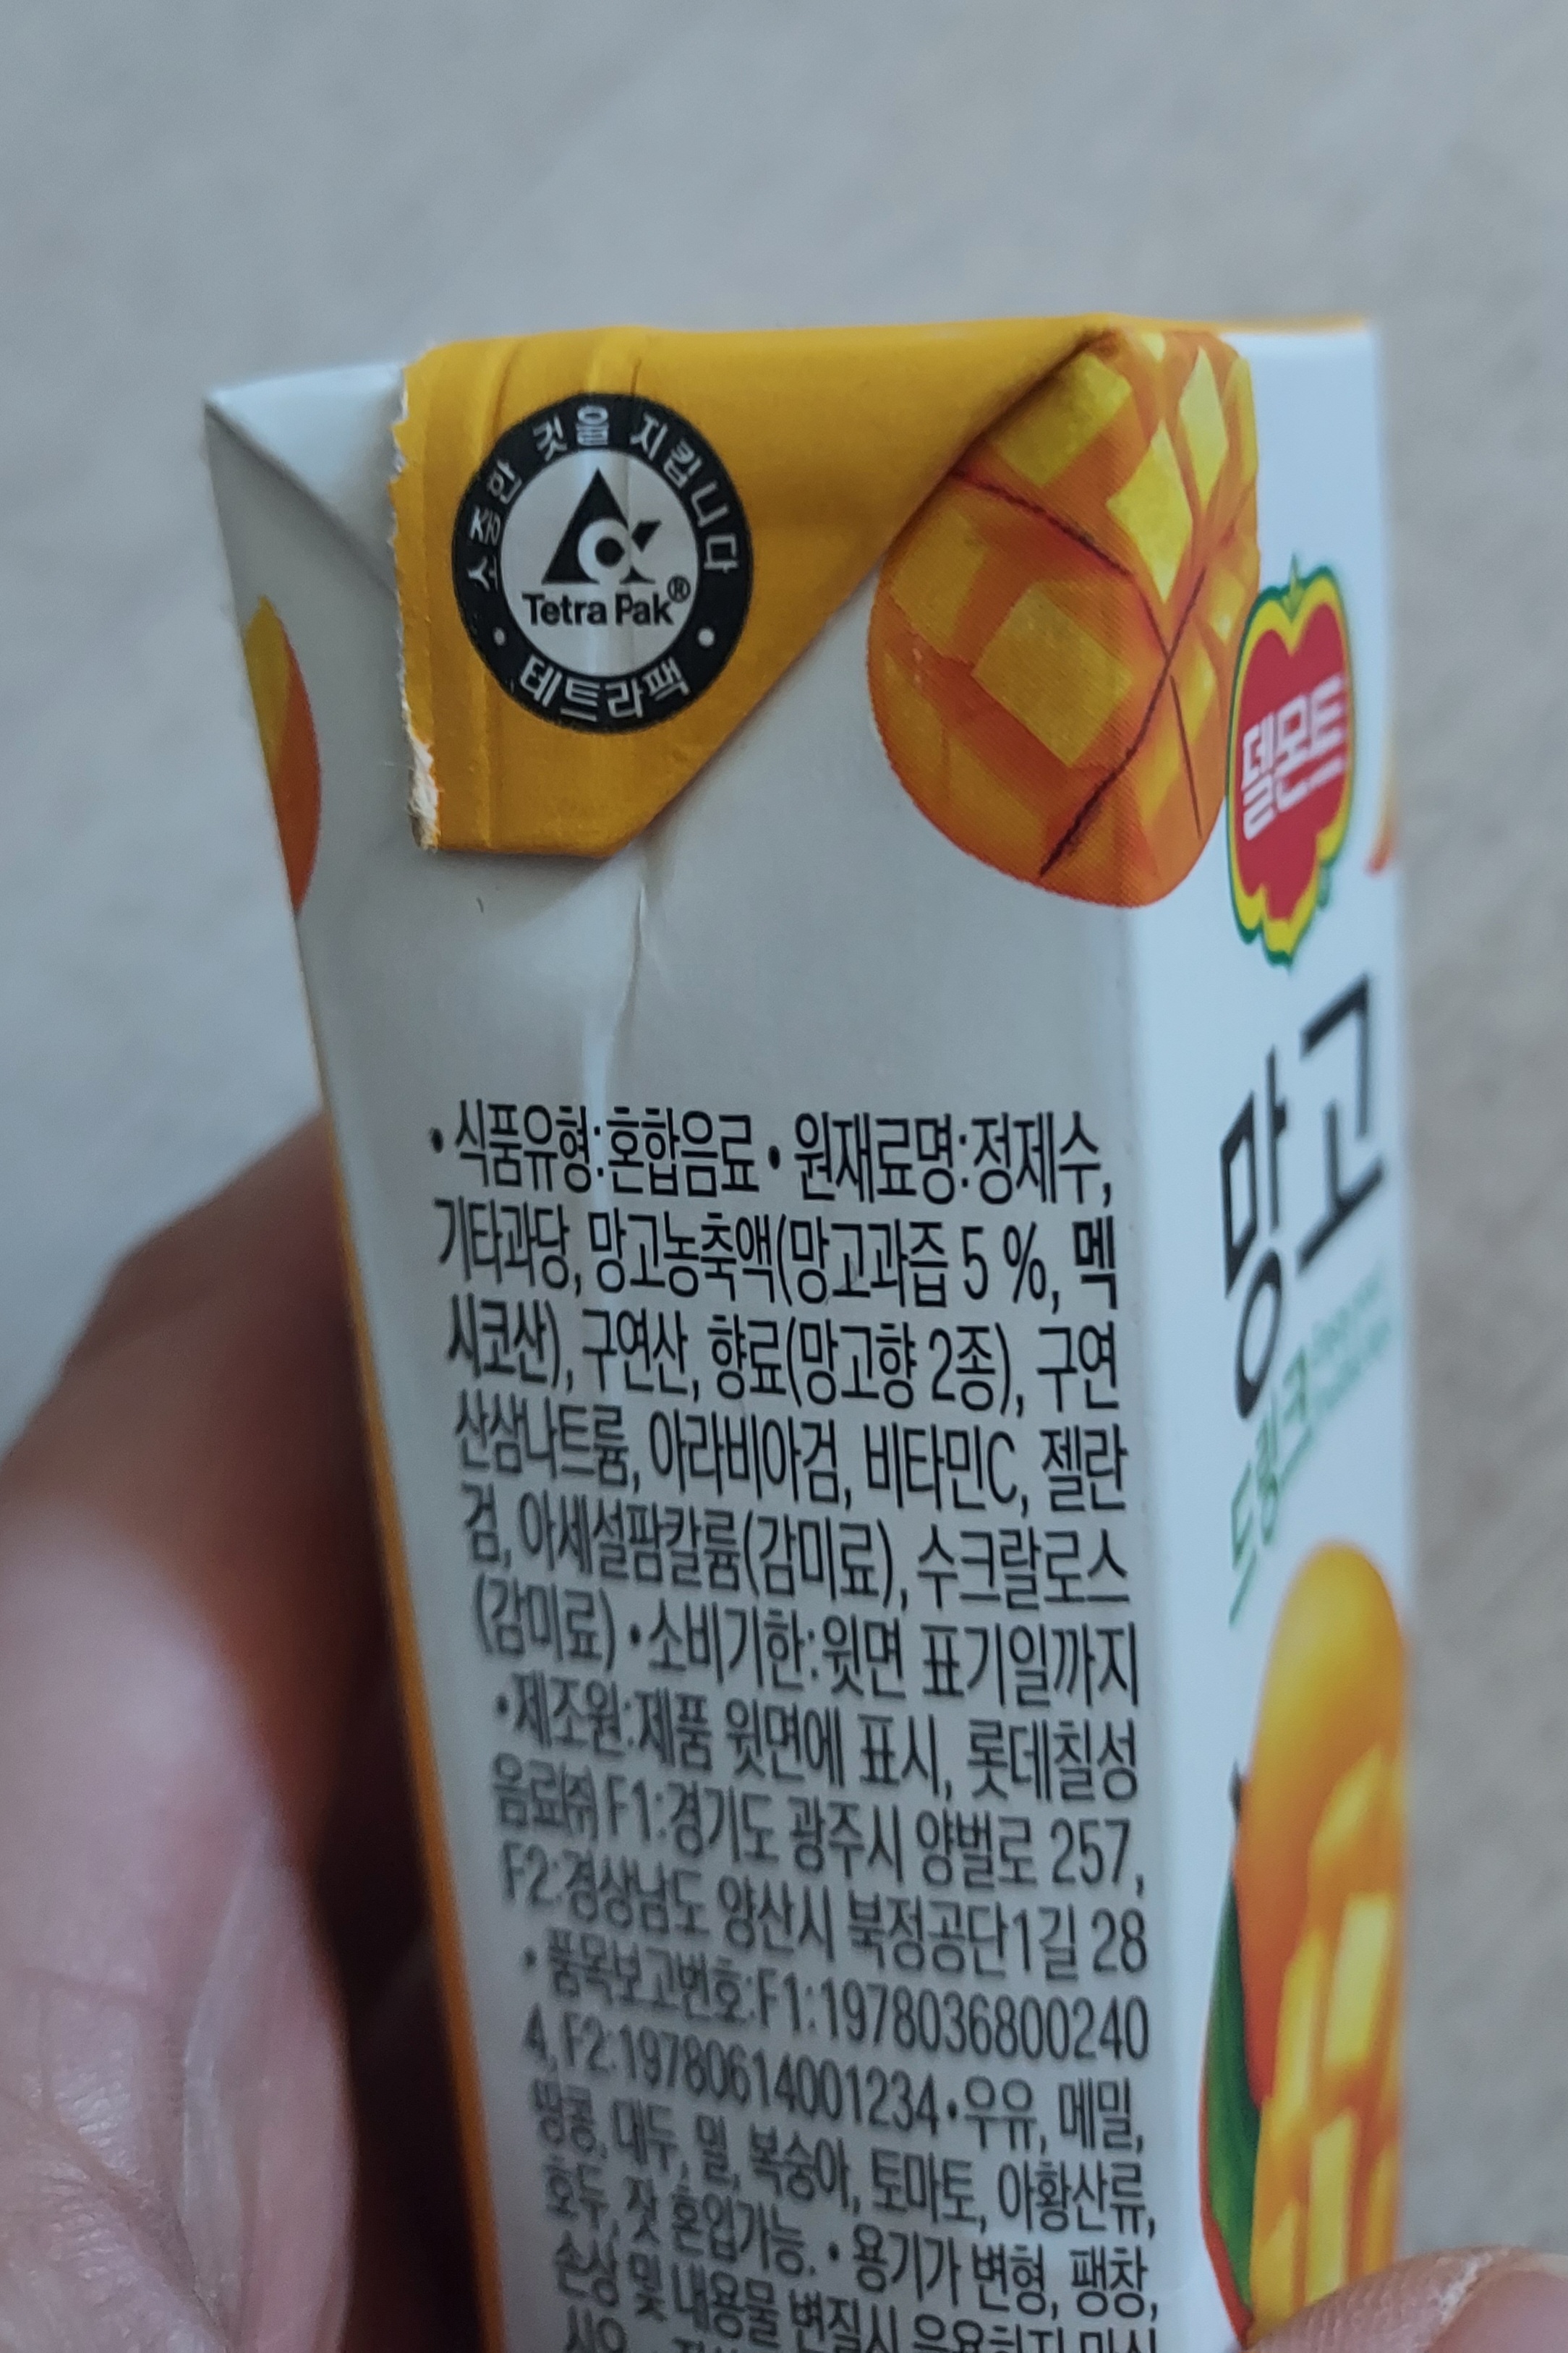 소중한 것을 지킵니다
Tetra Pak®
테트라팩
델몬트
망고
드링크
• 식품유형:혼합음료 • 원재료명:정제수,
기타과당, 망고농축액(망고과즙 5 %, 멕
시코산), 구연산, 향료(망고향 2종), 구연
산삼나트륨, 아라비아검, 비타민C, 젤란
검, 아세설팜칼륨(감미료), 수크랄로스
(감미료) •소비기한:윗면 표기일까지
•제조원:제품 윗면에 표시, 롯데칠성
음료㈜ F1:경기도 광주시 양벌로 257,
F2:경상남도 양산시 북정공단1길 28
• 품목보고번호:F1:1978036800240
4, F2:19780614001234 •우유, 메밀,
땅콩, 대두, 밀, 복숭아, 토마토, 아황산류,
호두, 잣 혼입가능. • 용기가 변형, 팽창,
손상 및 내용물 변질시 음용하지 마십
시오